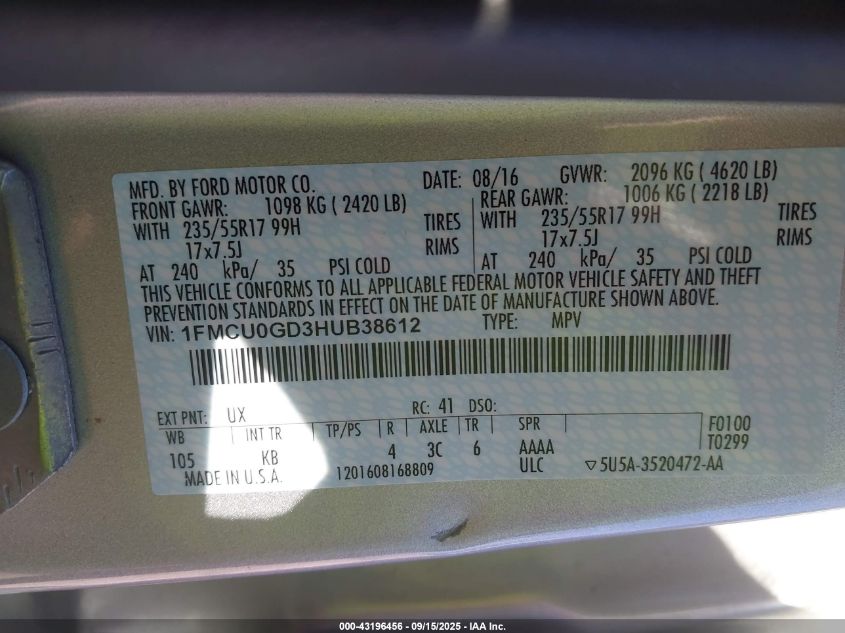 MFD. BY FORD MOTOR CO. DATE: 08/16 GVWR: 2096 KG ( 4620 LB)
FRONT GAWR: 1098 KG ( 2420 LB) REAR GAWR: 1006 KG ( 2218 LB)
WITH 235/55R17 99H TIRES WITH 235/55R17 99H TIRES
17x7.5J RIMS 17x7.5J RIMS
AT 240 kPa/ 35 PSI COLD AT 240 kPa/ 35 PSI COLD
THIS VEHICLE CONFORMS TO ALL APPLICABLE FEDERAL MOTOR VEHICLE SAFETY AND THEFT
PREVENTION STANDARDS IN EFFECT ON THE DATE OF MANUFACTURE SHOWN ABOVE.
VIN: 1FMCU0GD3HUB38612 TYPE: MPV
EXT PNT: UX RC: 41 DSO:
WB INT TR TP/PS R AXLE TR SPR F0100
105 KB 4 3C 6 AAAA T0299
MADE IN U.S.A. 1201608168809 ULC ▽5U5A-3520472-AA
000-43196456 - 09/15/2025 - IAA Inc.